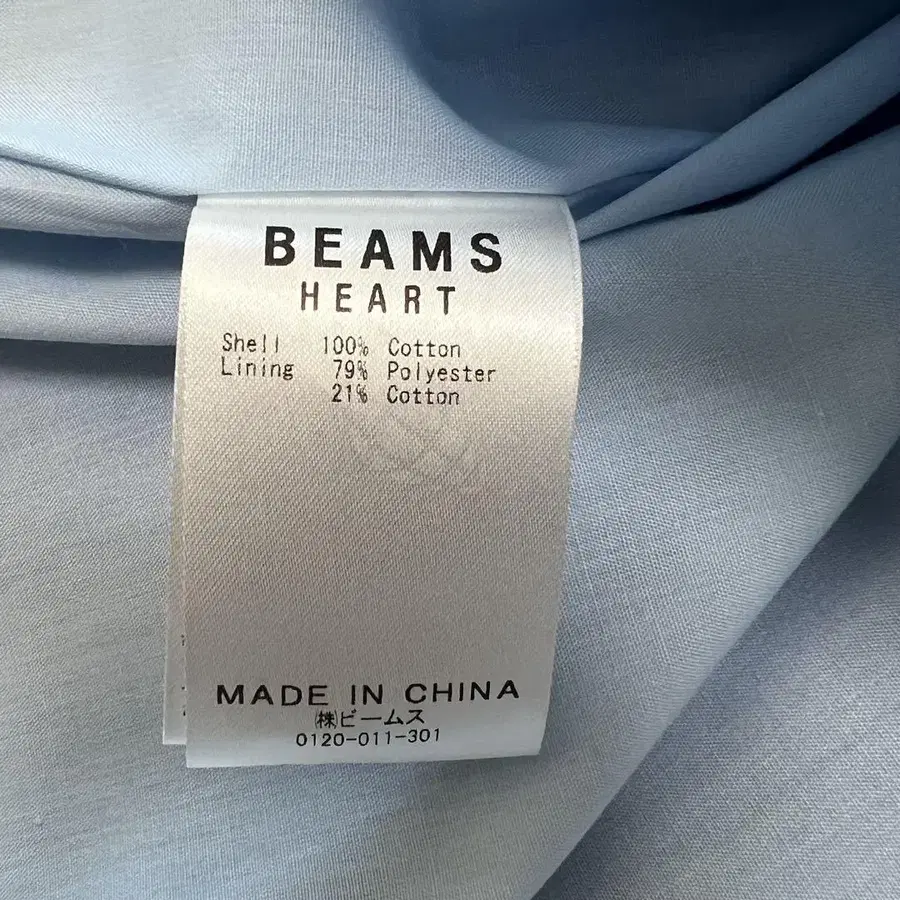 BEAMS
HEART
Shell 100% Cotton
Lining 79% Polyester
21% Cotton
MADE IN CHINA
㈱ビームス
0120-011-301